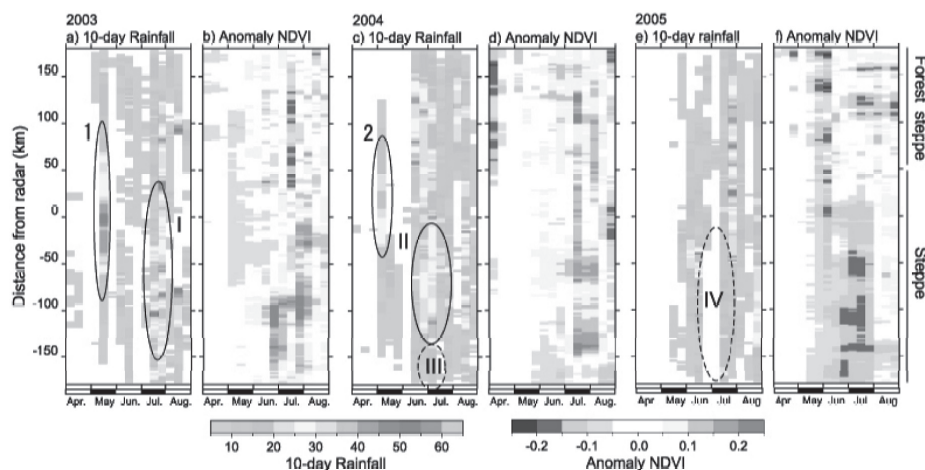 2003 2004 2005
a) 10-day Rainfall b) Anomaly NDVI c) 10-day Rainfall d) Anomaly NDVI e) 10-day rainfall f) Anomaly NDVI
Distance from radar (km)
150
100
50
0
-50
-100
-150
1
I
2
II
III
IV
Forest steppe
Steppe
Apr. May Jun. Jul. Aug. Apr. May Jun. Jul. Aug. Apr. May Jun. Jul. Aug. Apr. May Jun. Jul. Aug. Apr May Jun Jul Aug Apr May Jun Jul Aug
10 20 30 40 50 60
10-day Rainfall
-0.2 -0.1 0.0 0.1 0.2
Anomaly NDVI